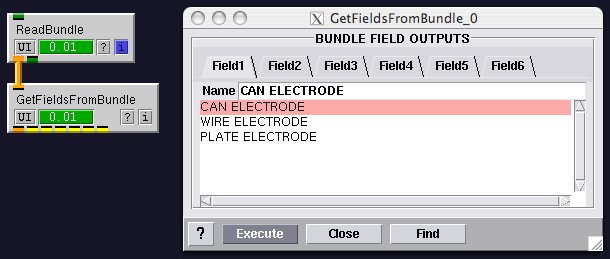 ReadBundle
UI 0.01 ? i
GetFieldsFromBundle
UI 0.01 ? i
X GetFieldsFromBundle_0
BUNDLE FIELD OUTPUTS
Field1 Field2 Field3 Field4 Field5 Field6
Name CAN ELECTRODE
CAN ELECTRODE
WIRE ELECTRODE
PLATE ELECTRODE
? Execute Close Find